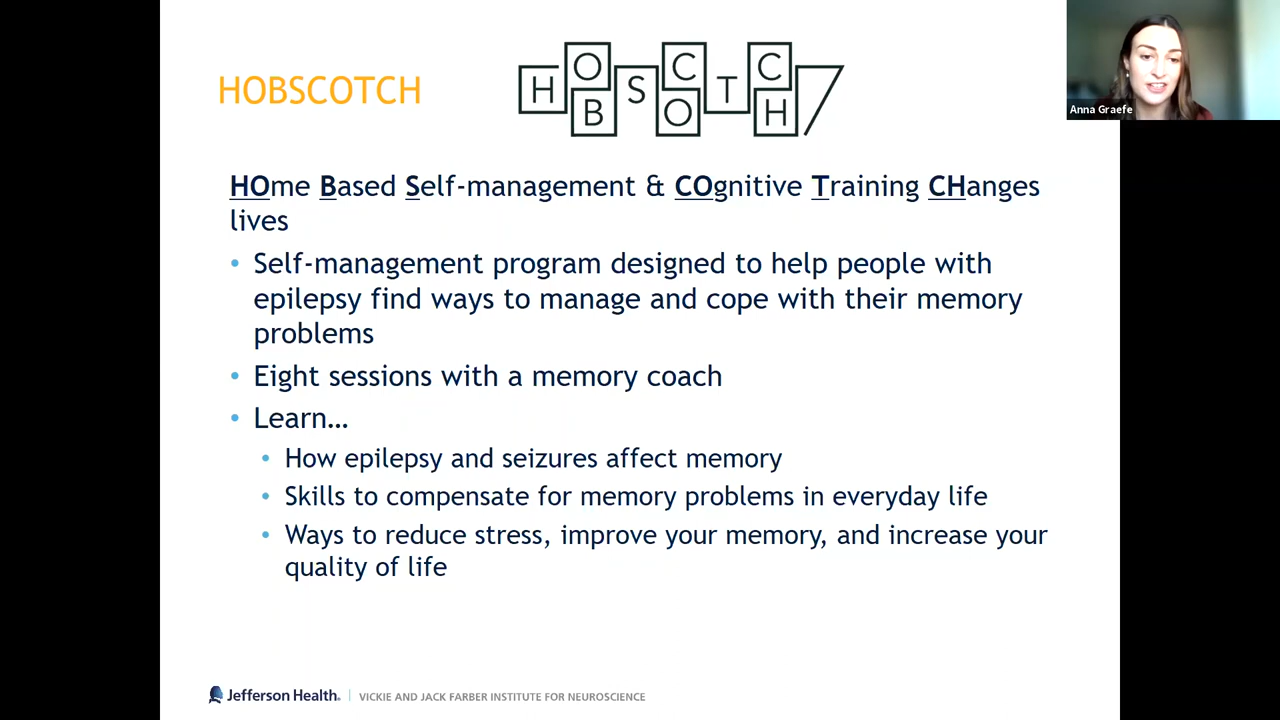 HOBSCOTCH
HOBSCOTCH
Anna Graefe
HOme Based Self-management & COgnitive Training CHanges
lives
• Self-management program designed to help people with
epilepsy find ways to manage and cope with their memory
problems
• Eight sessions with a memory coach
• Learn…
• How epilepsy and seizures affect memory
• Skills to compensate for memory problems in everyday life
• Ways to reduce stress, improve your memory, and increase your
quality of life
Jefferson Health. | VICKIE AND JACK FARBER INSTITUTE FOR NEUROSCIENCE